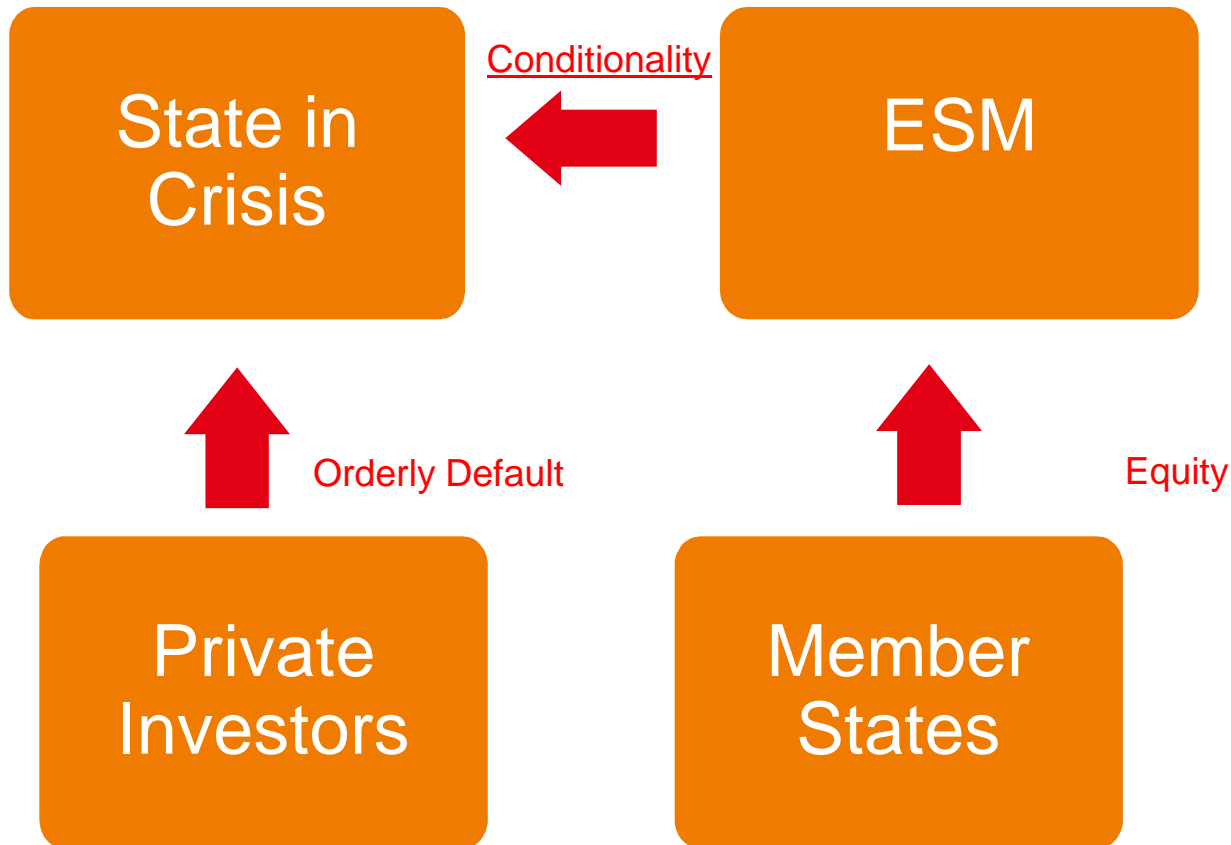 Conditionality
State in
Crisis
ESM
Orderly Default
Equity
Private
Investors
Member
States